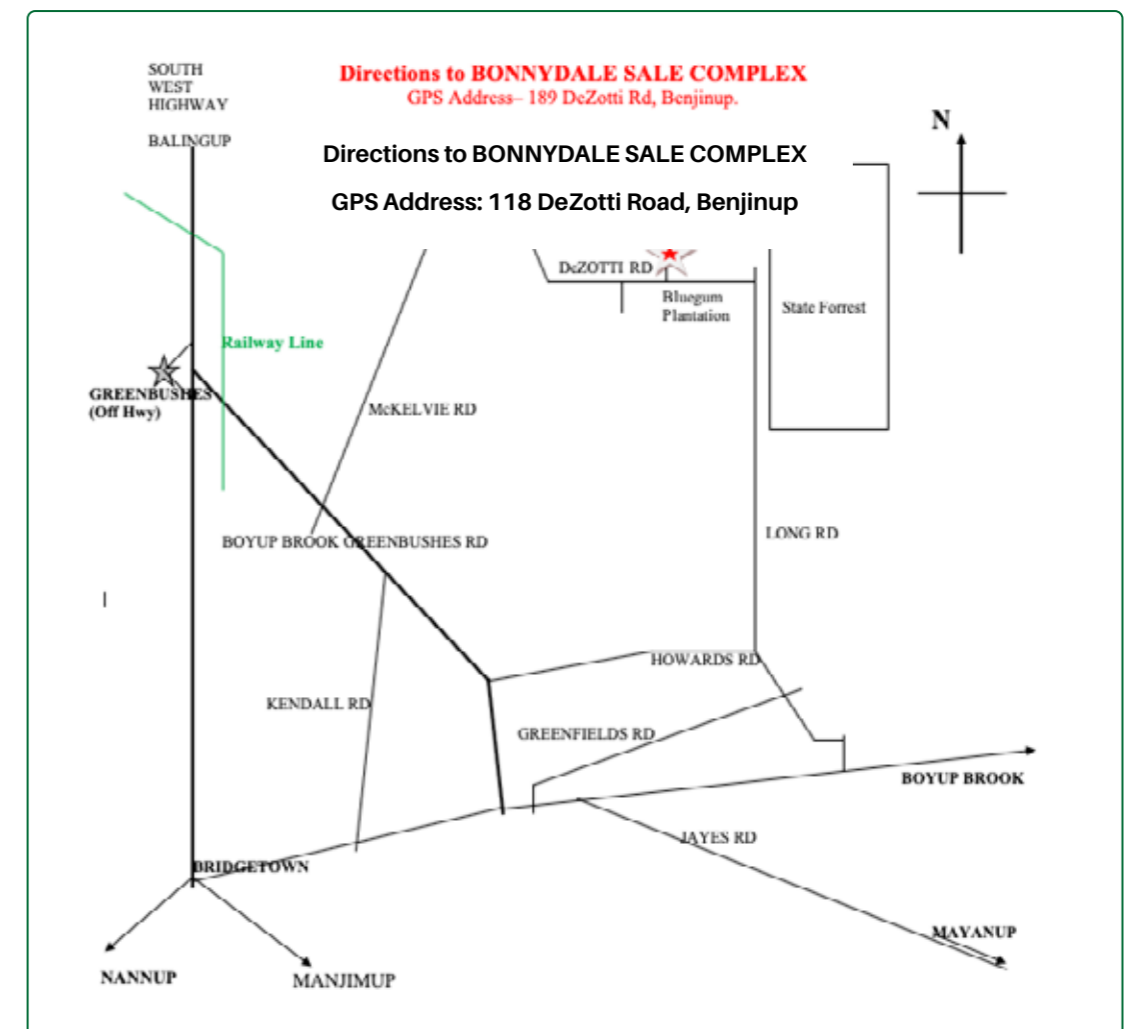 SOUTH
WEST
HIGHWAY
BALINGUP
Directions to BONNYDALE SALE COMPLEX
GPS Address– 189 DeZotti Rd, Benjinup.
N
Directions to BONNYDALE SALE COMPLEX
GPS Address: 118 DeZotti Road, Benjinup
DeZOTTI RD
Bluegum
Plantation
State Forrest
Railway Line
GREENBUSHES
(Off Hwy)
McKELVIE RD
BOYUP BROOK GREENBUSHES RD
LONG RD
HOWARDS RD
KENDALL RD
GREENFIELDS RD
BOYUP BROOK
JAYES RD
BRIDGETOWN
MAYANUP
NANNUP
MANJIMUP